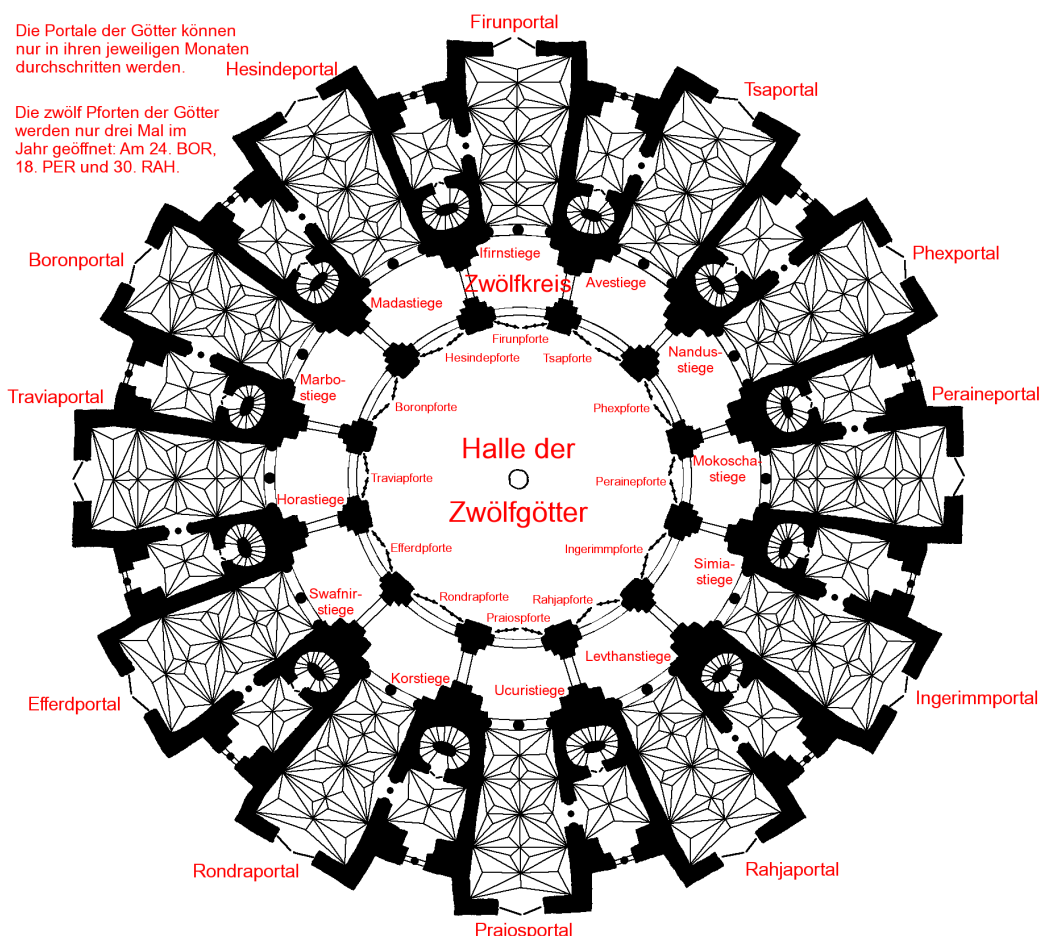 Firunportal
Die Portale der Götter können
nur in ihren jeweiligen Monaten
durchschritten werden.
Hesindeportal
Tsaportal
Die zwölf Pforten der Götter
werden nur drei Mal im
Jahr geöffnet: Am 24. BOR,
18. PER und 30. RAH.
Boronportal
Phexportal
Ifirnstiege
Zwölfkreis
Avestiege
Madastiege
Firunpforte
Hesindepforte
Tsapforte
Nandus-
stiege
Marbo-
stiege
Traviaportal
Peraineportal
Boronpforte
Phexpforte
Halle der
Zwölfgötter
Mokoscha-
stiege
Traviapforte
Perainepforte
Horastiege
Efferdpforte
Ingerimmpforte
Simia-
stiege
Swafnir-
stiege
Rondrapforte
Rahjapforte
Praiospforte
Levthanstiege
Korstiege
Ucuristiege
Efferdportal
Ingerimmportal
Rondraportal
Rahjaportal
Praiosportal